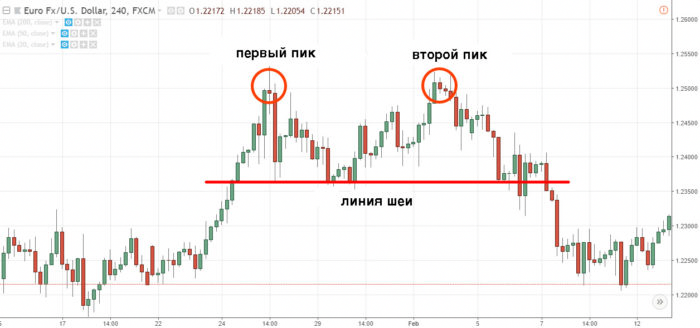 Euro Fx/U.S. Dollar, 240, FXCM
O1.22172 H1.22185 L1.22054 C1.22151
EMA (200, close)
EMA (50, close)
EMA (20, close)
первый пик
второй пик
линия шеи
1.25500
1.25000
1.24500
1.24000
1.23500
1.23000
1.22500
1.22000
17
14:00
22
24
14:00
29
14:00
Feb
5
7
14:00
12